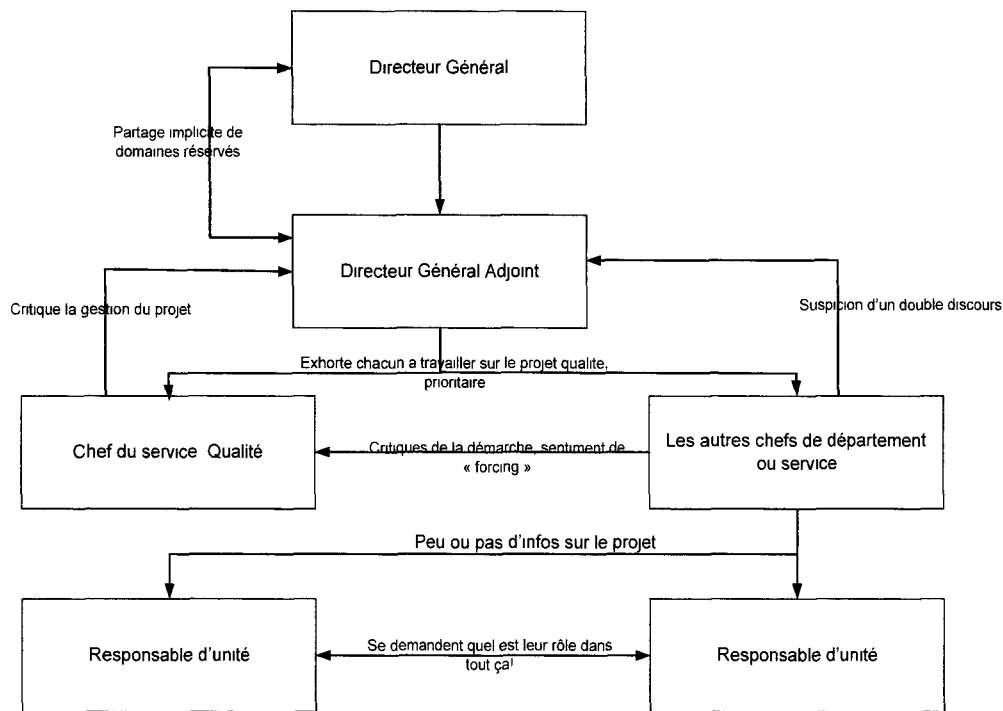 Directeur Général
Partage implicite de
domaines réservés
Directeur Général Adjoint
Critique la gestion du projet
Suspicion d'un double discours
Exhorte chacun a travailler sur le projet qualite,
prioritaire
Chef du service Qualité
Critiques de la démarche, sentiment de
« forcing »
Les autres chefs de département
ou service
Peu ou pas d'infos sur le projet
Responsable d'unité
Se demandent quel est leur rôle dans
tout ça!
Responsable d'unité